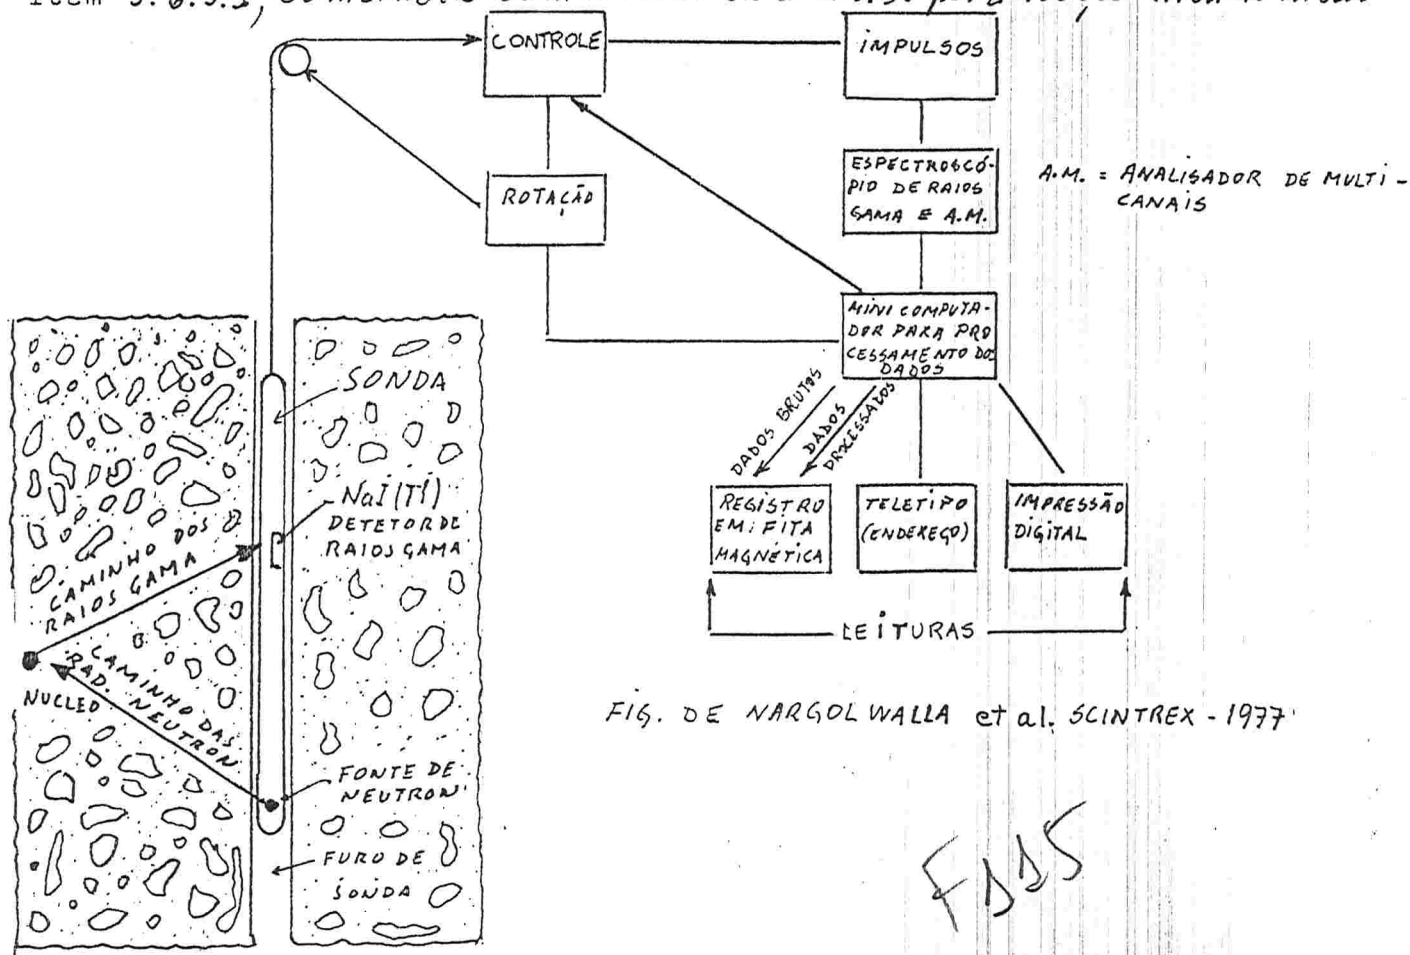 CONTROLE
IMPULSOS
ROTAÇÃO
ESPECTROSCÓ-
PIO DE RAIOS
GAMA E A.M.
A.M. = ANALISADOR DE MULTI-
CANAIS
MINI COMPUTA-
DOR PARA PRO
CESSAMENTO DOS
DADOS
DADOS BRUTOS
DADOS
PROCESSADOS
REGISTRO
EM FITA
MAGNÉTICA
TELETIPO
(ENDEREÇO)
IMPRESSÃO
DIGITAL
LEITURAS
SONDA
NaI(Tl)
DETETOR DE
RAIOS GAMA
CAMINHO DOS
RAIOS GAMA
NUCLEO
CAMINHO DAS
RAD. NEUTRON
FONTE DE
NEUTRON
FURO DE
SONDA
FIG. DE NARGOLWALLA et al. SCINTREX - 1977